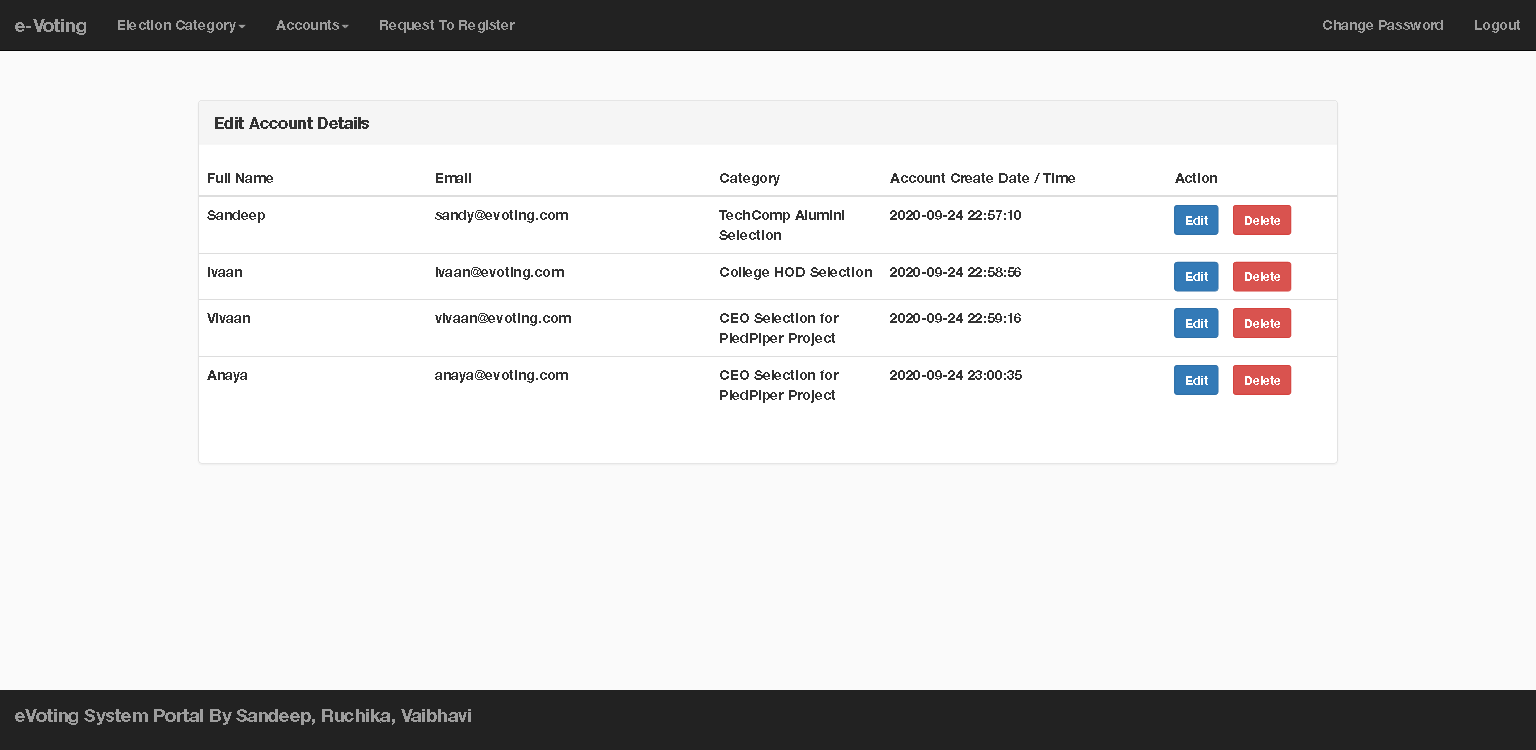 e-Voting Election Category Accounts Request To Register Change Password Logout
Edit Account Details
Full Name Email Category Account Create Date / Time Action
Sandeep sandy@evoting.com TechComp Alumini 2020-09-24 22:57:10 Edit Delete
Selection
Ivaan ivaan@evoting.com College HOD Selection 2020-09-24 22:58:56 Edit Delete
Vivaan vivaan@evoting.com CEO Selection for 2020-09-24 22:59:16 Edit Delete
PiedPiper Project
Anaya anaya@evoting.com CEO Selection for 2020-09-24 23:00:35 Edit Delete
PiedPiper Project
eVoting System Portal By Sandeep, Ruchika, Vaibhavi